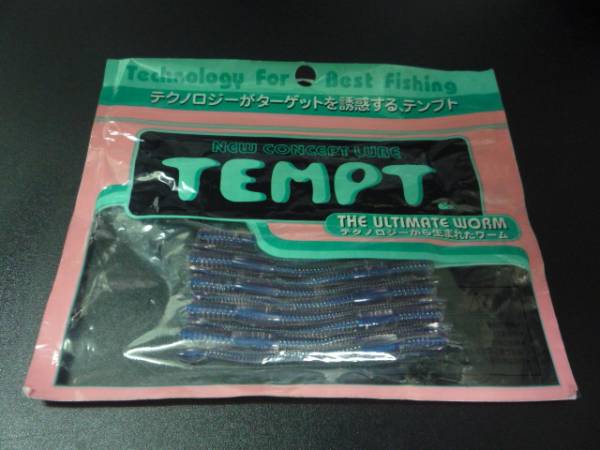 Technology For Best Fishing
テクノロジーがターゲットを誘惑する、テンプト
NEW CONCEPT LURE
TEMPT
THE ULTIMATE WORM
テクノロジーから生まれたワーム